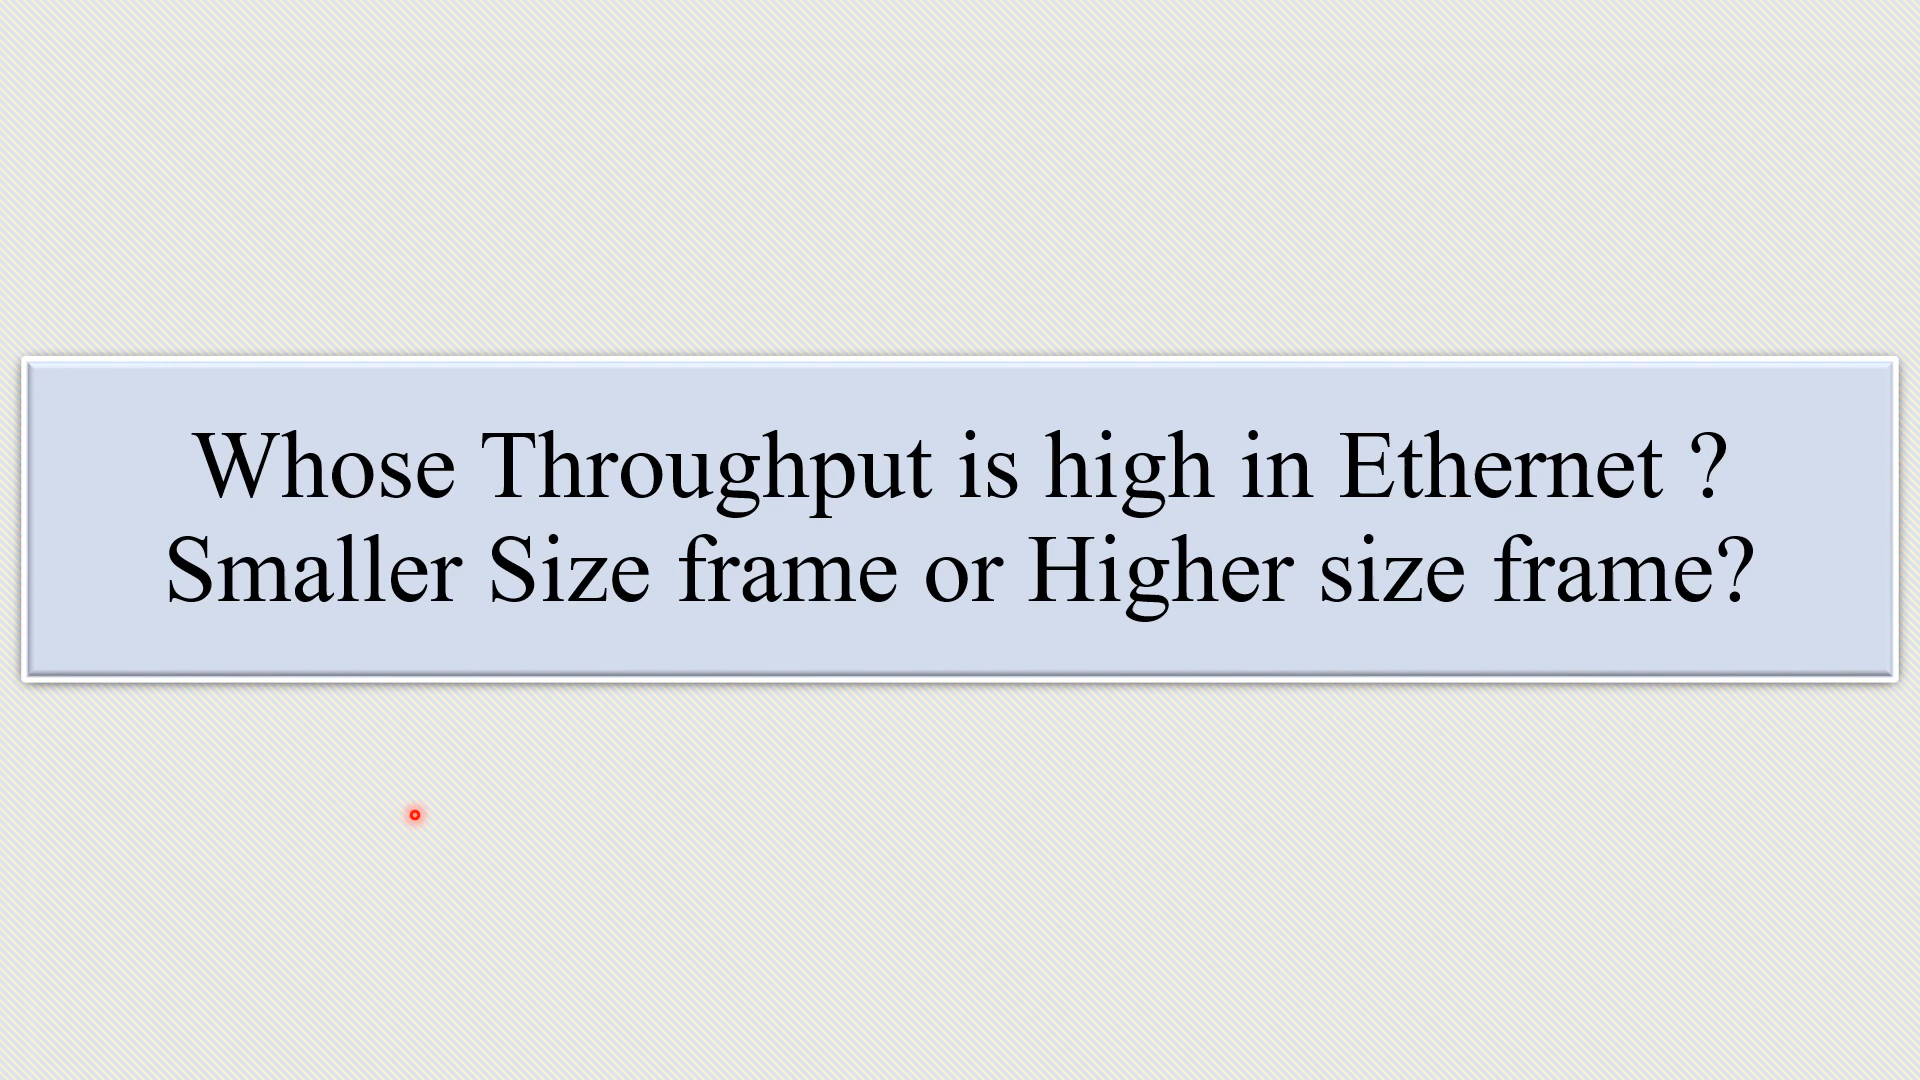 Whose Throughput is high in Ethernet ?
Smaller Size frame or Higher size frame?